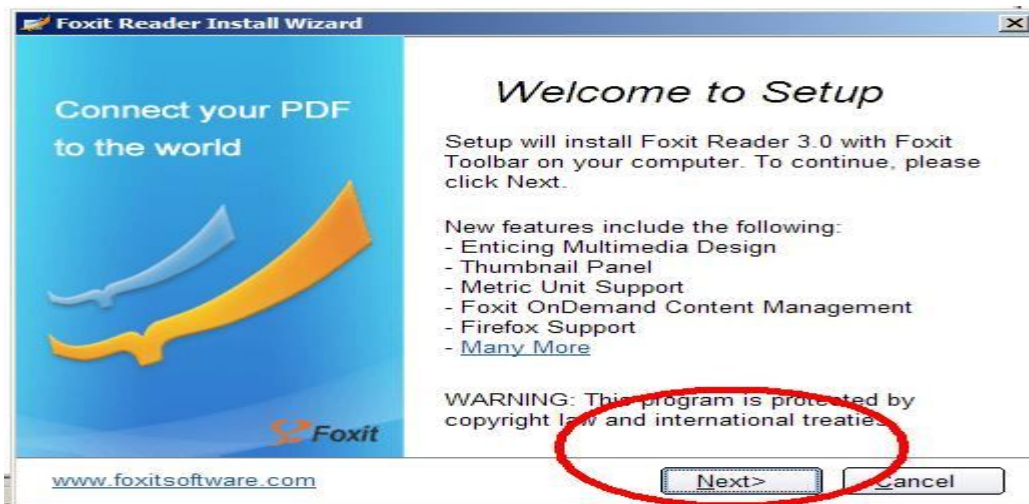 Foxit Reader Install Wizard
Connect your PDF
to the world
Welcome to Setup
Setup will install Foxit Reader 3.0 with Foxit
Toolbar on your computer. To continue, please
click Next.
New features include the following:
- Enticing Multimedia Design
- Thumbnail Panel
- Metric Unit Support
- Foxit OnDemand Content Management
- Firefox Support
- Many More
WARNING: This program is protected by
copyright law and international treaties
Foxit
www.foxitsoftware.com
Next>
Cancel